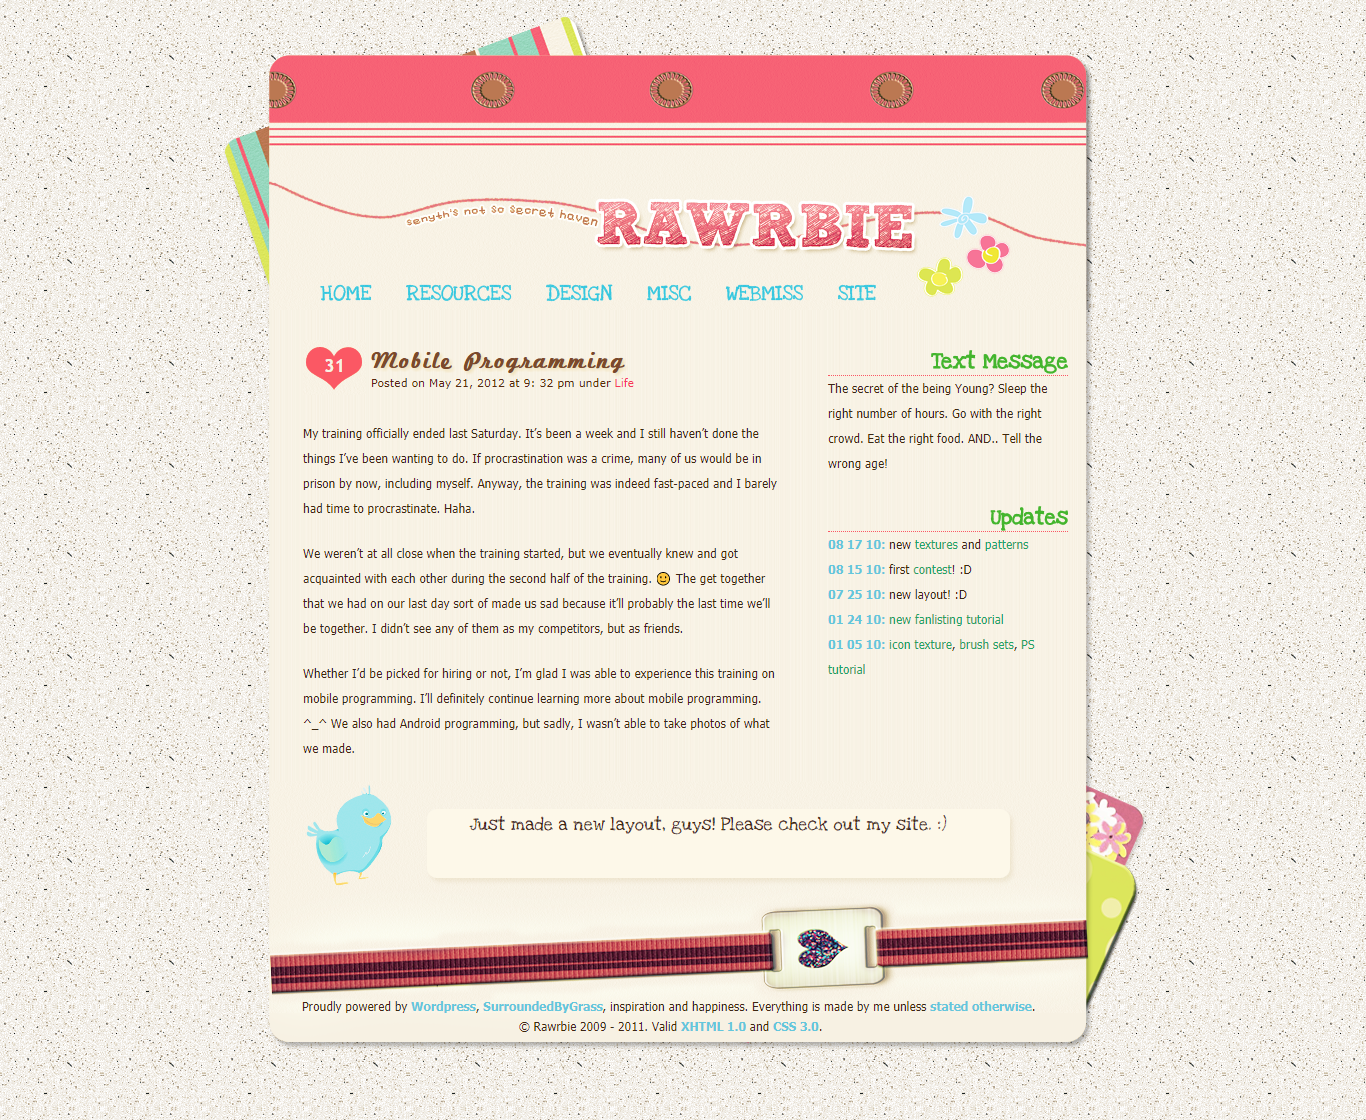 senyth's not so secret haven
RAWRBIE
HOME RESOURCES DESIGN MISC WEBMISS SITE
31
Mobile Programming
Posted on May 21, 2012 at 9: 32 pm under Life
My training officially ended last Saturday. It’s been a week and I still haven’t done the
things I’ve been wanting to do. If procrastination was a crime, many of us would be in
prison by now, including myself. Anyway, the training was indeed fast-paced and I barely
had time to procrastinate. Haha.
We weren’t at all close when the training started, but we eventually knew and got
acquainted with each other during the second half of the training. 🙂 The get together
that we had on our last day sort of made us sad because it’ll probably the last time we’ll
be together. I didn’t see any of them as my competitors, but as friends.
Whether I’d be picked for hiring or not, I’m glad I was able to experience this training on
mobile programming. I’ll definitely continue learning more about mobile programming.
^_^ We also had Android programming, but sadly, I wasn’t able to take photos of what
we made.
Text Message
The secret of the being Young? Sleep the
right number of hours. Go with the right
crowd. Eat the right food. AND.. Tell the
wrong age!
Updates
08 17 10: new textures and patterns
08 15 10: first contest! :D
07 25 10: new layout! :D
01 24 10: new fanlisting tutorial
01 05 10: icon texture, brush sets, PS
tutorial
Just made a new layout, guys! Please check out my site. :)
Proudly powered by Wordpress, SurroundedByGrass, inspiration and happiness. Everything is made by me unless stated otherwise.
© Rawrbie 2009 - 2011. Valid XHTML 1.0 and CSS 3.0.